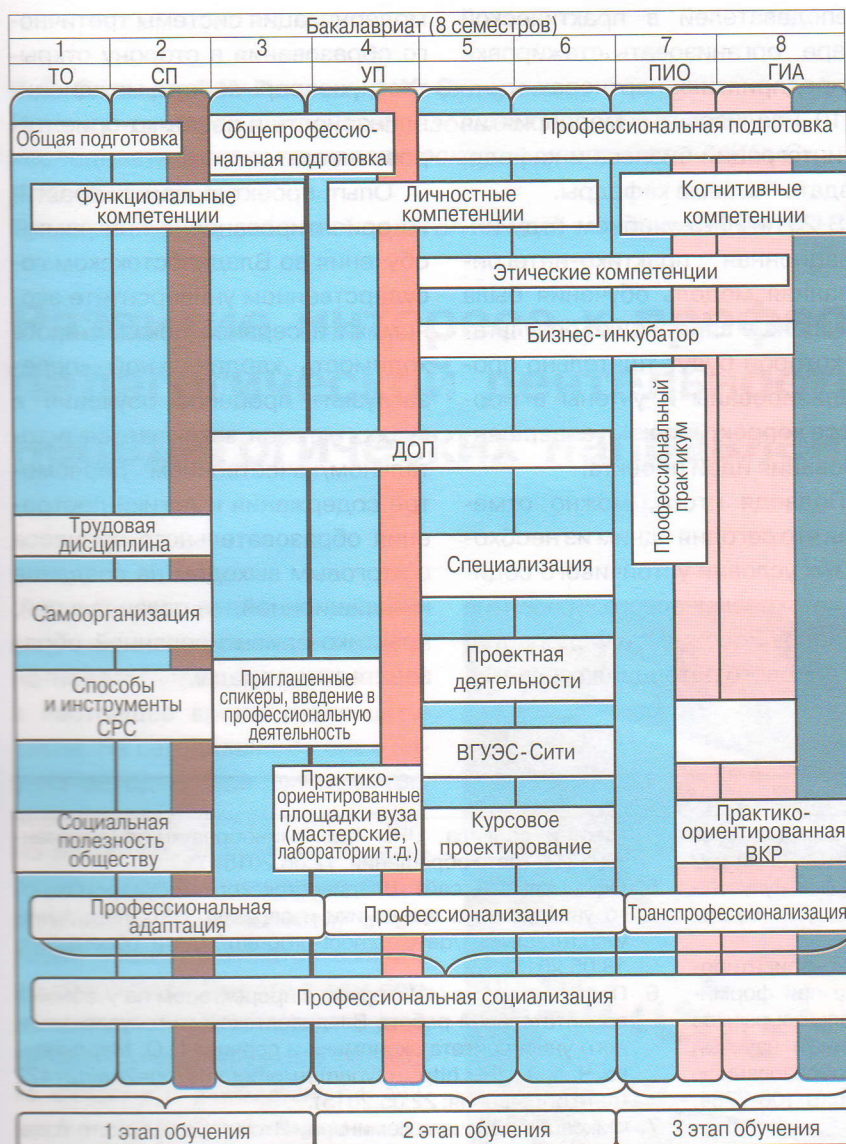 Бакалавриат (8 семестров)
1 2 3 4 5 6 7 8
ТО СП УП ПИО ГИА
Общая подготовка
Общепрофессио-
нальная подготовка
Профессиональная подготовка
Функциональные
компетенции
Личностные
компетенции
Когнитивные
компетенции
Этические компетенции
Бизнес-инкубатор
Профессиональный
практикум
ДОП
Трудовая
дисциплина
Специализация
Самоорганизация
Проектная
деятельность
Способы
и инструменты
СРС
Приглашенные
спикеры, введение в
профессиональную
деятельность
ВГУЭС-Сити
Практико-
ориентированные
площадки вуза
(мастерские,
лаборатории т.д.)
Социальная
полезность
обществу
Курсовое
проектирование
Практико-
ориентированная
ВКР
Профессиональная
адаптация
Профессионализация
Транспрофессионализация
Профессиональная социализация
1 этап обучения
2 этап обучения
3 этап обучения